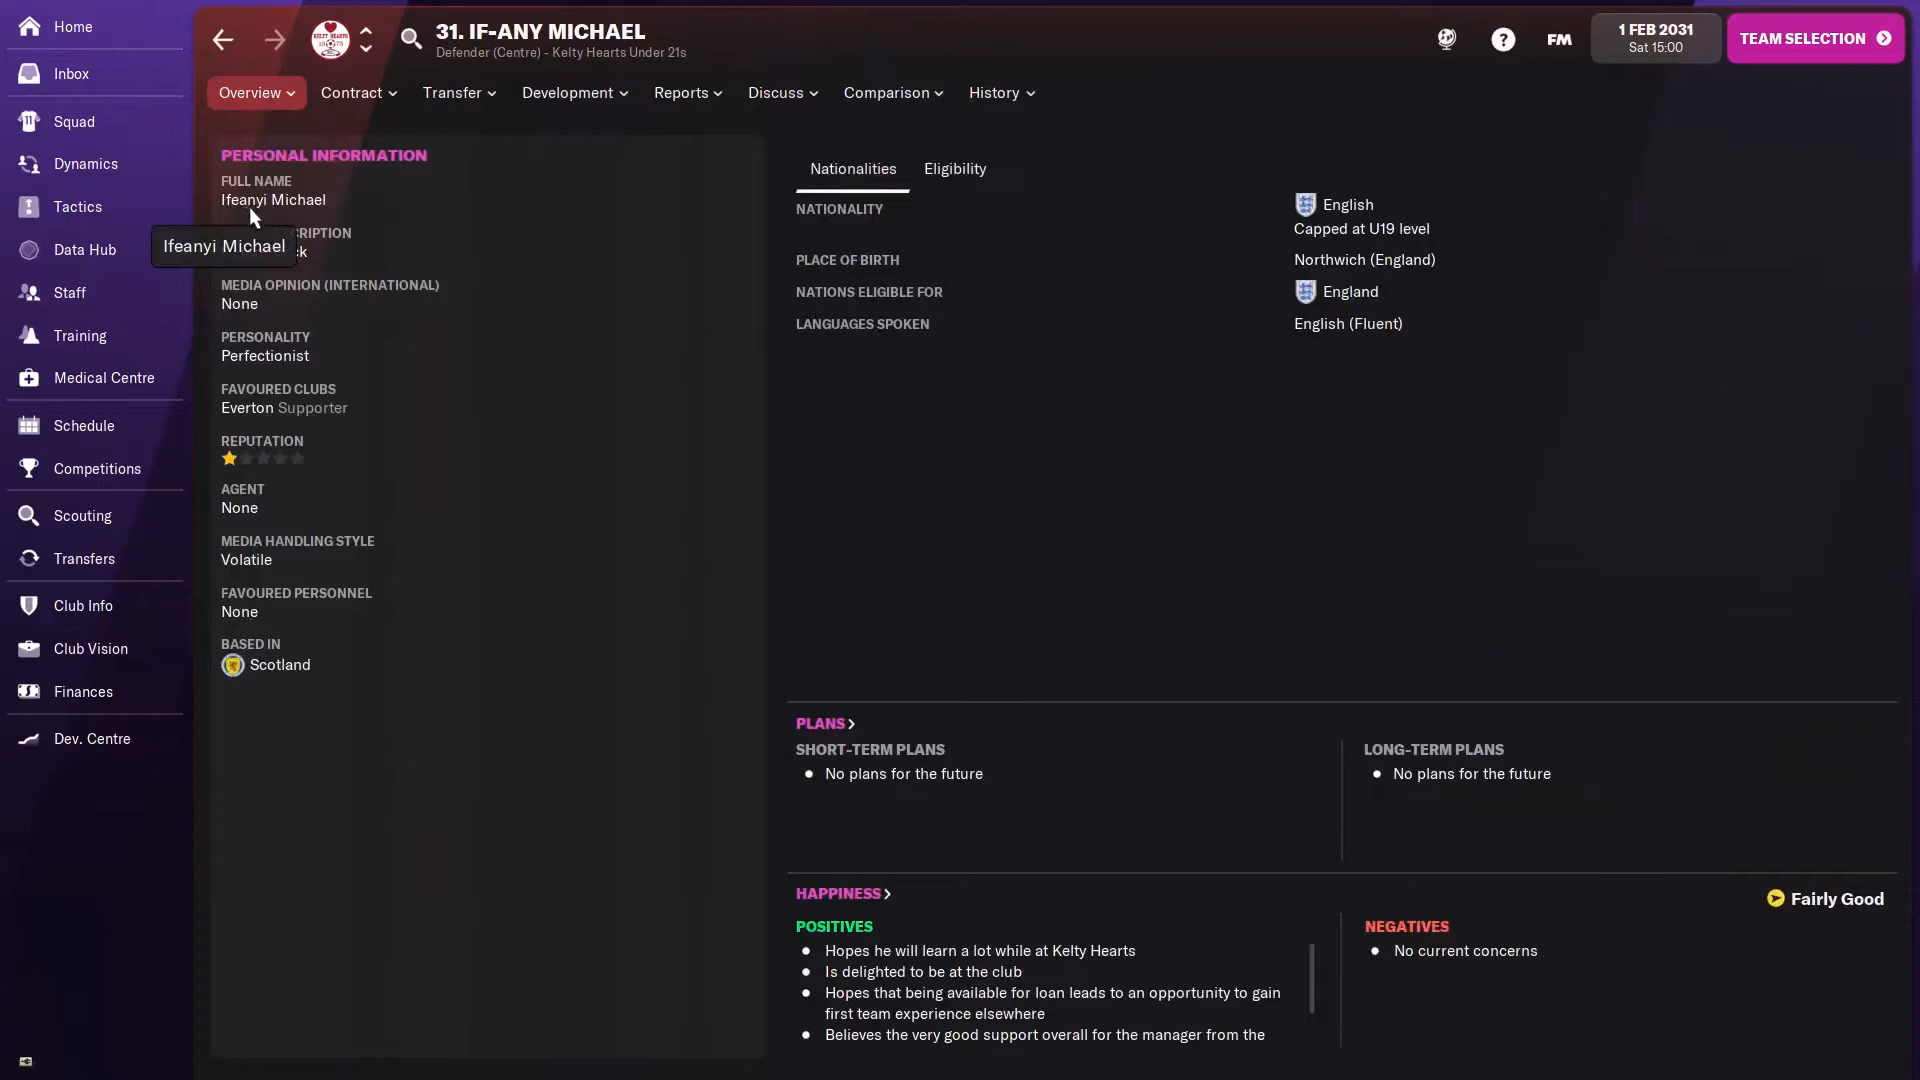 Home
Inbox
Squad
Dynamics
Tactics
Data Hub
Staff
Training
Medical Centre
Schedule
Competitions
Scouting
Transfers
Club Info
Club Vision
Finances
Dev. Centre
31. IF-ANY MICHAEL
Defender (Centre) - Kelty Hearts Under 21s
FM
1 FEB 2031
Sat 15:00
TEAM SELECTION
Overview Contract Transfer Development Reports Discuss Comparison History
PERSONAL INFORMATION
FULL NAME
Ifeanyi Michael
Ifeanyi Michael
MEDIA OPINION (INTERNATIONAL)
None
PERSONALITY
Perfectionist
FAVOURED CLUBS
Everton Supporter
REPUTATION
AGENT
None
MEDIA HANDLING STYLE
Volatile
FAVOURED PERSONNEL
None
BASED IN
Scotland
Nationalities Eligibility
NATIONALITY English
Capped at U19 level
PLACE OF BIRTH Northwich (England)
NATIONS ELIGIBLE FOR England
LANGUAGES SPOKEN English (Fluent)
PLANS
SHORT-TERM PLANS
No plans for the future
LONG-TERM PLANS
No plans for the future
HAPPINESS
Fairly Good
POSITIVES
Hopes he will learn a lot while at Kelty Hearts
Is delighted to be at the club
Hopes that being available for loan leads to an opportunity to gain
first team experience elsewhere
Believes the very good support overall for the manager from the
NEGATIVES
No current concerns